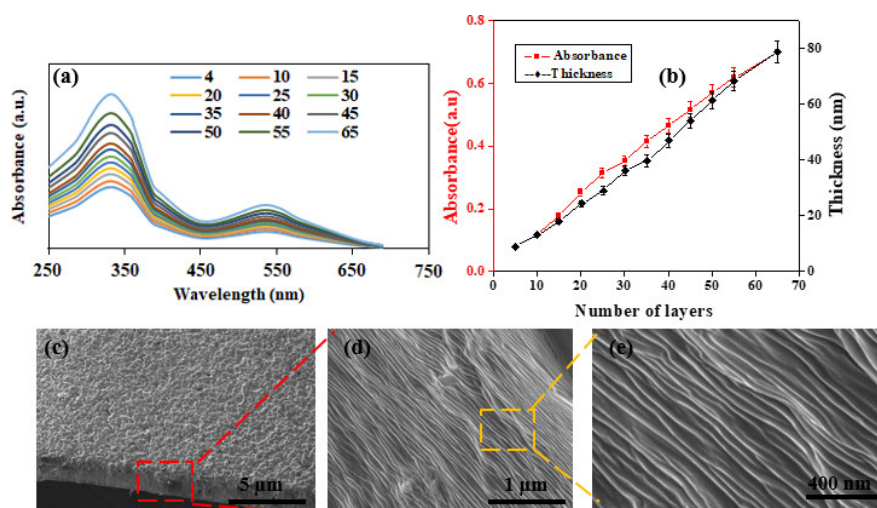 (a)
4 10 15
20 25 30
35 40 45
50 55 65
Absorbance (a.u.)
250 350 450 550 650 750
Wavelength (nm)
(b)
Absorbance
Thickness
0.8
0.6
0.4
0.2
0.0
Absorbance(a.u)
80
60
40
20
0
Thickness (nm)
0 10 20 30 40 50 60 70
Number of layers
(c)
5 μm
(d)
1 μm
(e)
400 nm